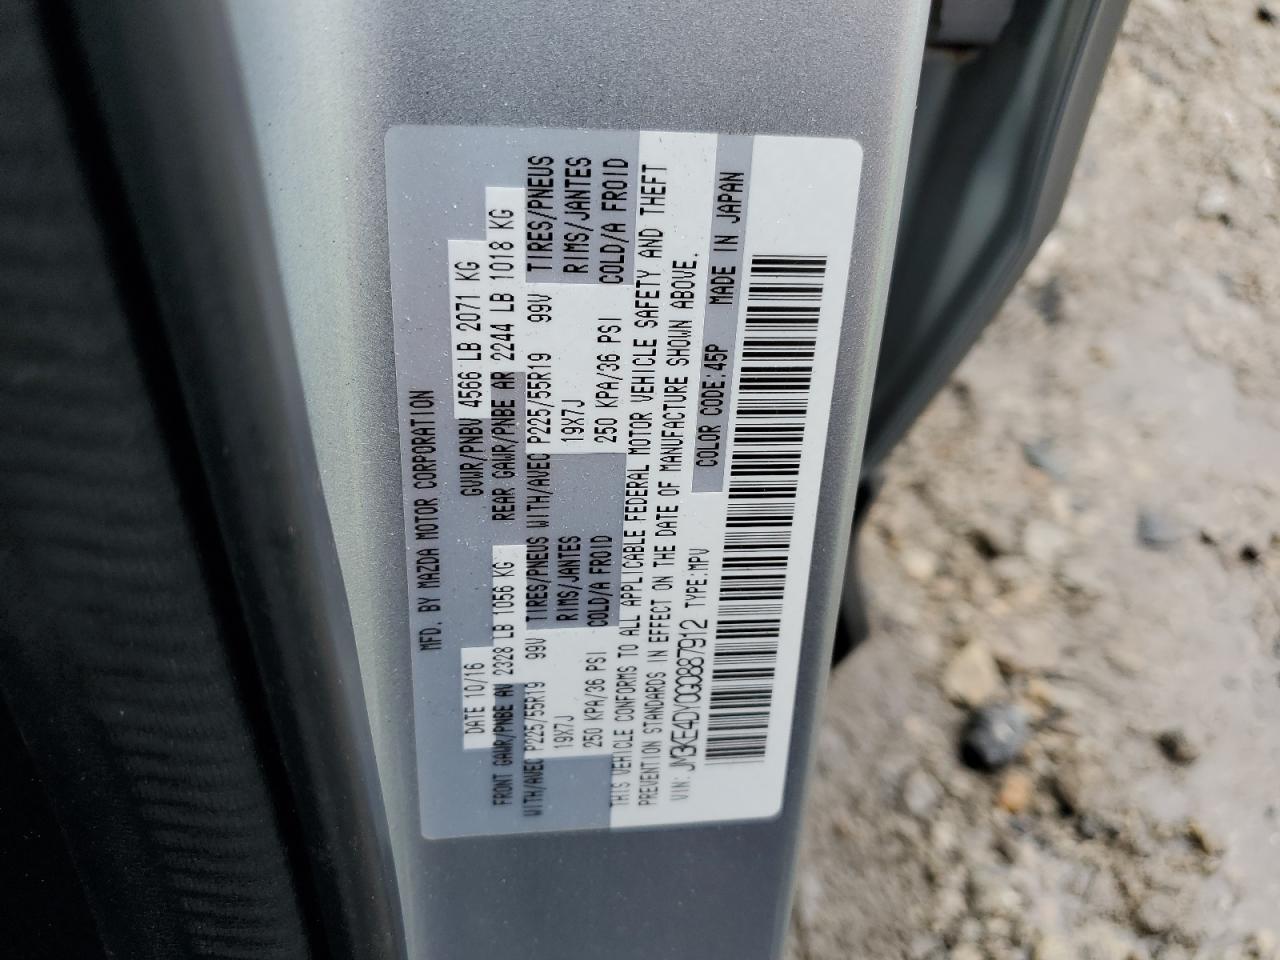 MFD. BY MAZDA MOTOR CORPORATION
DATE 10/16 GVWR/PNBV 4566 LB 2071 KG
FRONT GAWR/PNBE AV 2328 LB 1056 KG REAR GAWR/PNBE AR 2244 LB 1018 KG
WITH/AVEC P225/55R19 99V TIRES/PNEUS WITH/AVEC P225/55R19 99V TIRES/PNEUS
19X7J RIMS/JANTES 19X7J RIMS/JANTES
250 KPA/36 PSI COLD/A FROID 250 KPA/36 PSI COLD/A FROID
THIS VEHICLE CONFORMS TO ALL APPLICABLE FEDERAL MOTOR VEHICLE SAFETY AND THEFT
PREVENTION STANDARDS IN EFFECT ON THE DATE OF MANUFACTURE SHOWN ABOVE.
VIN: JM3KE4DY0G0887912 TYPE:MPV COLOR CODE:45P MADE IN JAPAN